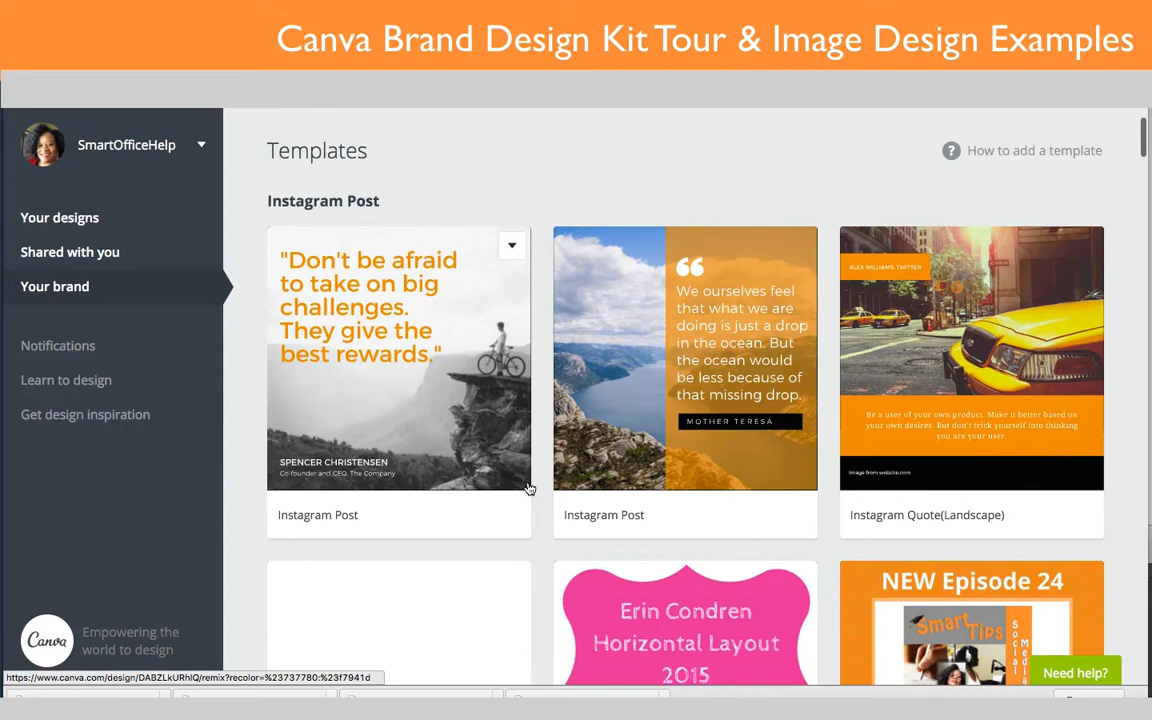 Canva Brand Design Kit Tour & Image Design Examples
SmartOfficeHelp
Your designs
Shared with you
Your brand
Notifications
Learn to design
Get design inspiration
Canva
Empowering the
world to design
Templates
? How to add a template
Instagram Post
"Don't be afraid
to take on big
challenges.
They give the
best rewards."
SPENCER CHRISTENSEN
Co-founder and CEO, The Company
Instagram Post
We ourselves feel
that what we are
doing is just a drop
in the ocean. But
the ocean would
be less because of
that missing drop.
MOTHER TERESA
Instagram Post
ALEX WILLIAMS, TWITTER
Be a user of your own product. Make it better based on
your own desires. But don't trick yourself into thinking
you are your user.
Image from website.com
Instagram Quote(Landscape)
Erin Condren
Horizontal Layout
2015
NEW Episode 24
Smart
Tips
Social
Media
Need help?
https://www.canva.com/design/DABZLkURhIQ/remix?recolor=%23737780:%23f7941d